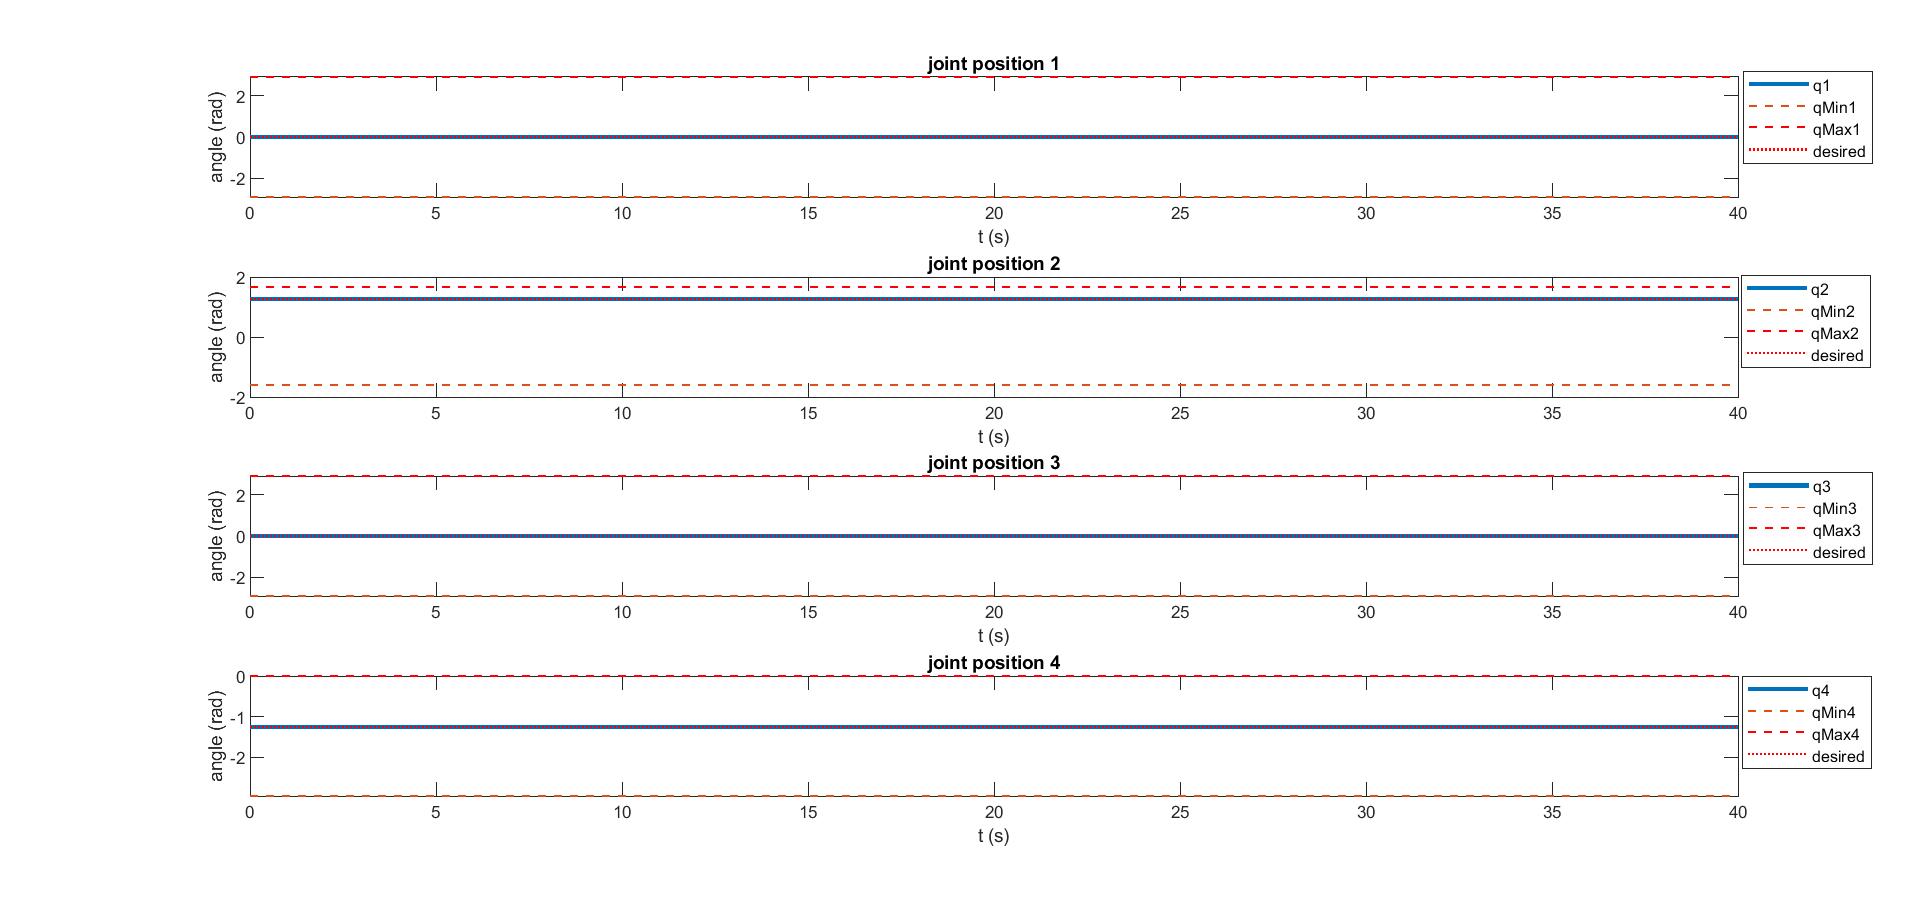 joint position 1
angle (rad)
2
0
-2
0 5 10 15 20 25 30 35 40
t (s)
q1
qMin1
qMax1
desired
joint position 2
angle (rad)
2
0
-2
0 5 10 15 20 25 30 35 40
t (s)
q2
qMin2
qMax2
desired
joint position 3
angle (rad)
2
0
-2
0 5 10 15 20 25 30 35 40
t (s)
q3
qMin3
qMax3
desired
joint position 4
angle (rad)
0
-1
-2
0 5 10 15 20 25 30 35 40
t (s)
q4
qMin4
qMax4
desired